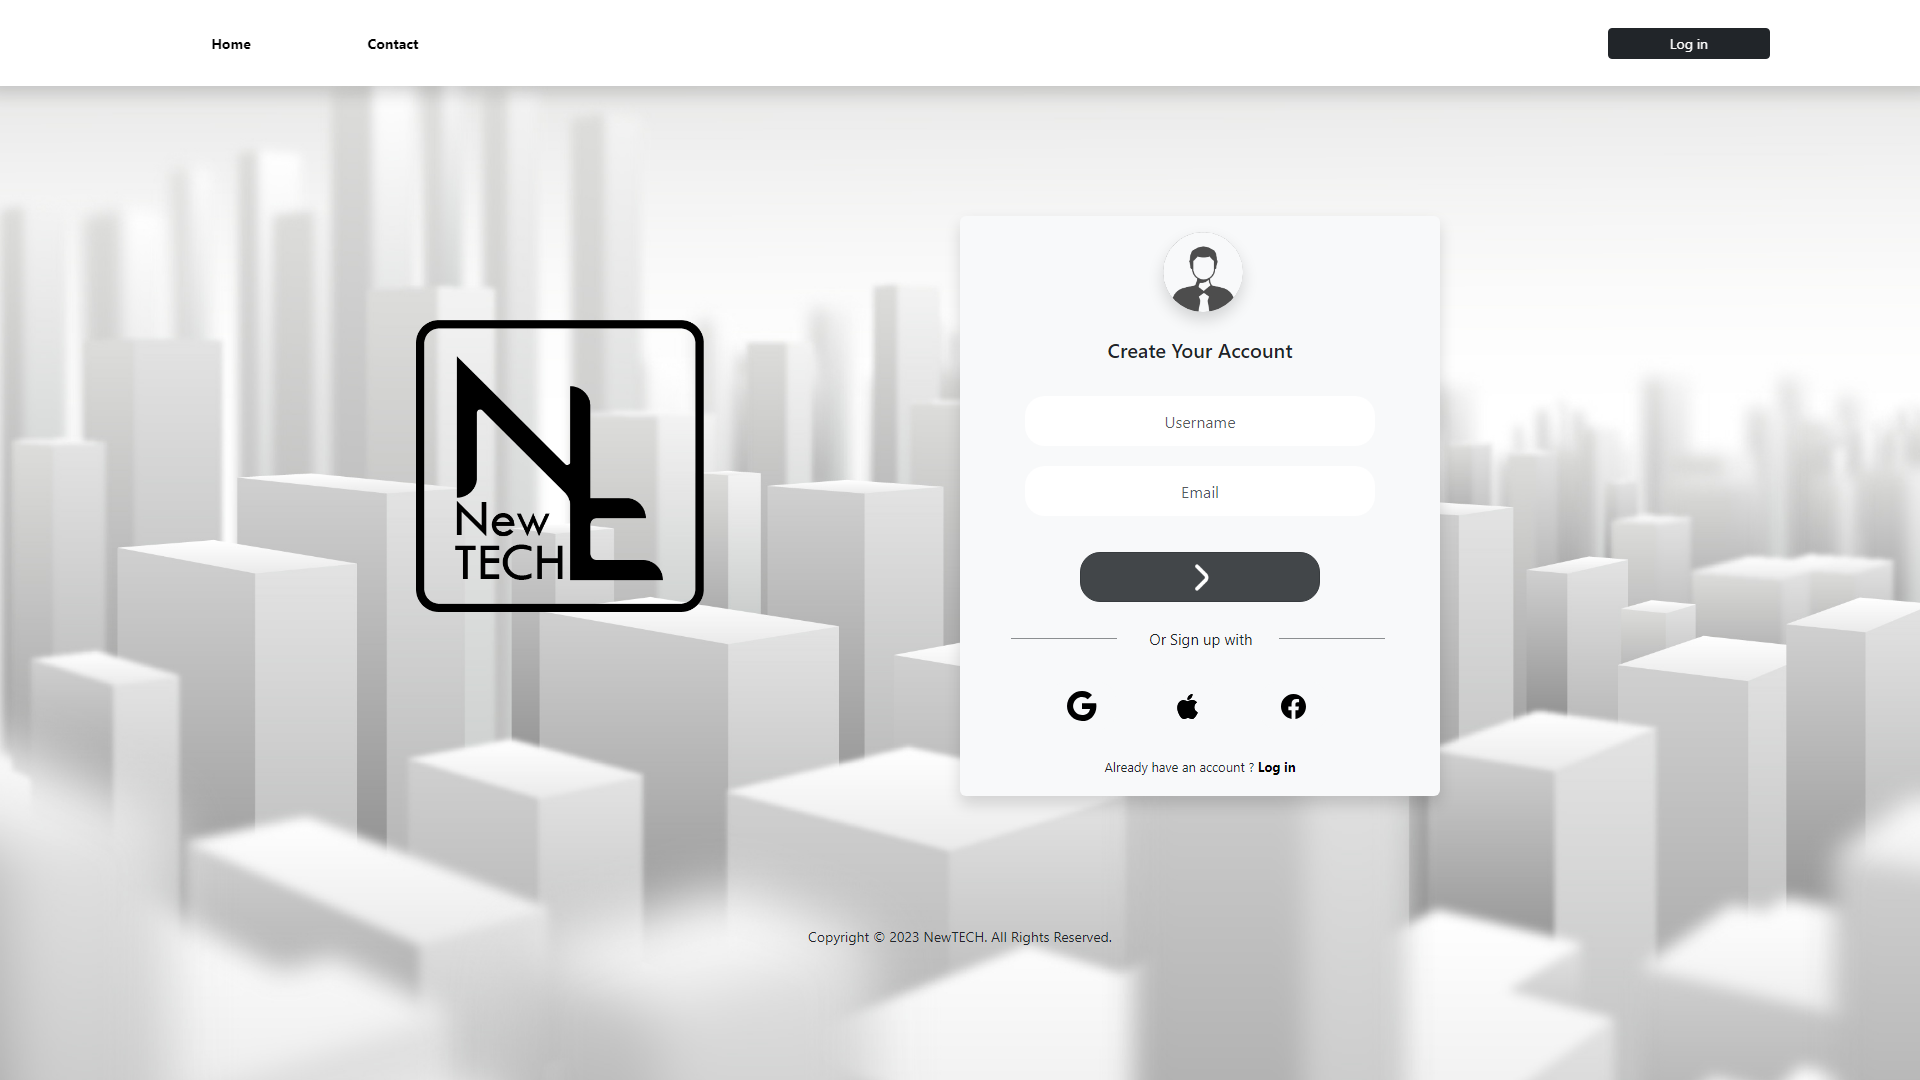 Home
Contact
Log in
New
TECH
Create Your Account
Username
Email
Or Sign up with
Already have an account ? Log in
Copyright © 2023 NewTECH. All Rights Reserved.